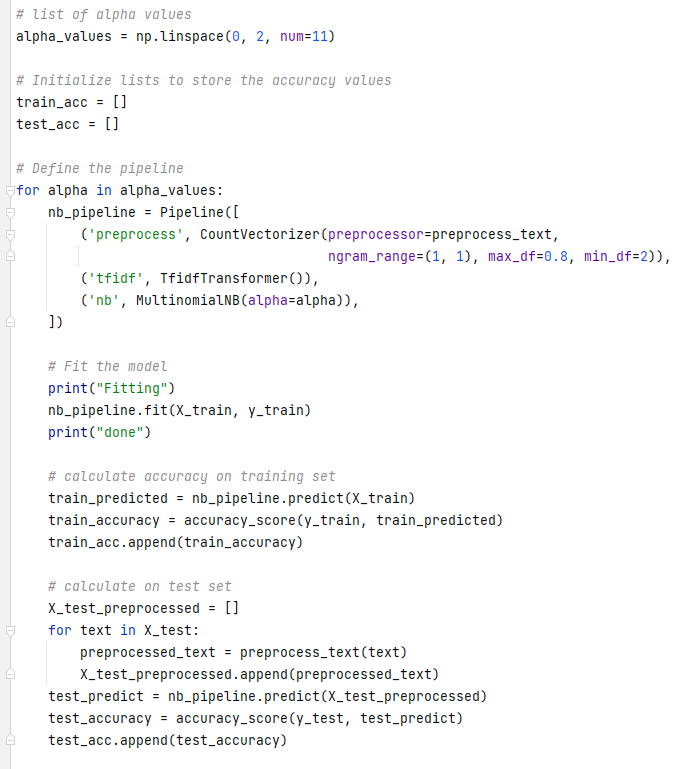 # list of alpha values
alpha_values = np.linspace(0, 2, num=11)
# Initialize lists to store the accuracy values
train_acc = []
test_acc = []
# Define the pipeline
for alpha in alpha_values:
    nb_pipeline = Pipeline([
        ('preprocess', CountVectorizer(preprocessor=preprocess_text,
                                       ngram_range=(1, 1), max_df=0.8, min_df=2)),
        ('tfidf', TfidfTransformer()),
        ('nb', MultinomialNB(alpha=alpha)),
    ])
    # Fit the model
    print("Fitting")
    nb_pipeline.fit(X_train, y_train)
    print("done")
    # calculate accuracy on training set
    train_predicted = nb_pipeline.predict(X_train)
    train_accuracy = accuracy_score(y_train, train_predicted)
    train_acc.append(train_accuracy)
    # calculate on test set
    X_test_preprocessed = []
    for text in X_test:
        preprocessed_text = preprocess_text(text)
        X_test_preprocessed.append(preprocessed_text)
    test_predict = nb_pipeline.predict(X_test_preprocessed)
    test_accuracy = accuracy_score(y_test, test_predict)
    test_acc.append(test_accuracy)